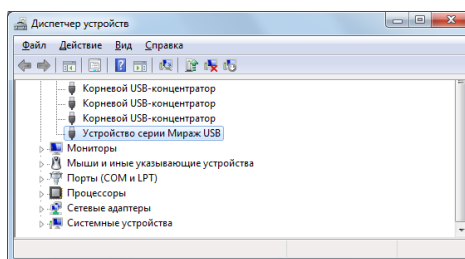 Диспетчер устройств
Файл Действие Вид Справка
Корневой USB-концентратор
Корневой USB-концентратор
Корневой USB-концентратор
Устройство серии Мираж USB
Мониторы
Мыши и иные указывающие устройства
Порты (COM и LPT)
Процессоры
Сетевые адаптеры
Системные устройства